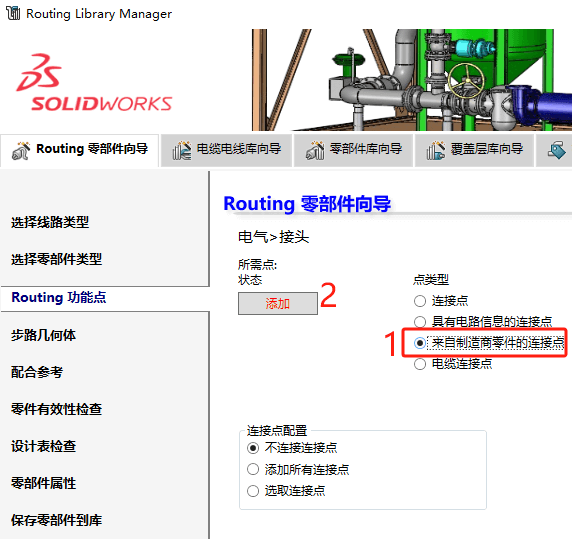 Routing Library Manager
SOLIDWORKS
Routing 零部件向导
电缆电线库向导
零部件库向导
覆盖层库向导
选择线路类型
选择零部件类型
Routing 功能点
步路几何体
配合参考
零件有效性检查
设计表检查
零部件属性
保存零部件到库
Routing 零部件向导
电气>接头
所需点:
状态
添加
2
点类型
连接点
具有电路信息的连接点
1
来自制造商零件的连接点
电缆连接点
连接点配置
不连接连接点
添加所有连接点
选取连接点